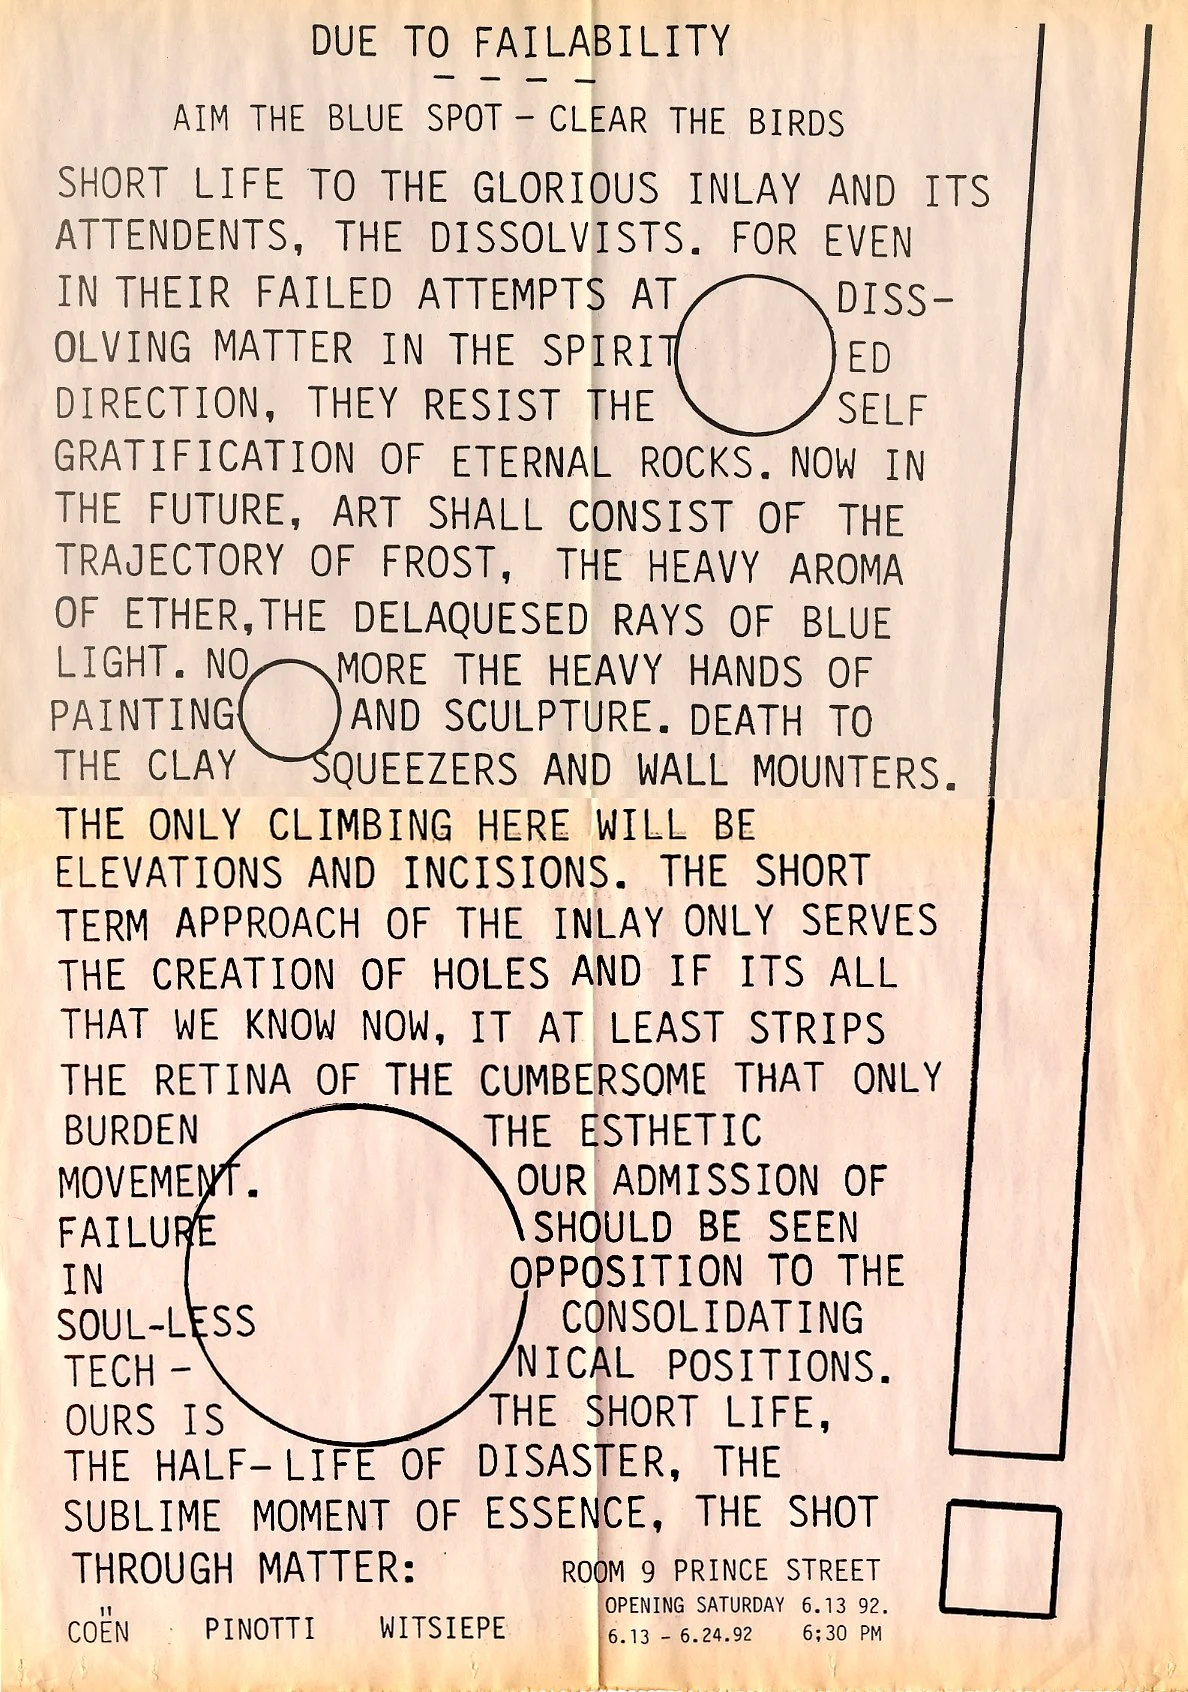 DUE TO FAILABILITY
- - - -
AIM THE BLUE SPOT - CLEAR THE BIRDS
SHORT LIFE TO THE GLORIOUS INLAY AND ITS
ATTENDENTS, THE DISSOLVISTS. FOR EVEN
IN THEIR FAILED ATTEMPTS AT DISS-
OLVING MATTER IN THE SPIRIT ED
DIRECTION, THEY RESIST THE SELF
GRATIFICATION OF ETERNAL ROCKS. NOW IN
THE FUTURE, ART SHALL CONSIST OF THE
TRAJECTORY OF FROST, THE HEAVY AROMA
OF ETHER, THE DELAQUESED RAYS OF BLUE
LIGHT. NO MORE THE HEAVY HANDS OF
PAINTING AND SCULPTURE. DEATH TO
THE CLAY SQUEEZERS AND WALL MOUNTERS.
THE ONLY CLIMBING HERE WILL BE
ELEVATIONS AND INCISIONS. THE SHORT
TERM APPROACH OF THE INLAY ONLY SERVES
THE CREATION OF HOLES AND IF ITS ALL
THAT WE KNOW NOW, IT AT LEAST STRIPS
THE RETINA OF THE CUMBERSOME THAT ONLY
BURDEN THE ESTHETIC
MOVEMENT. OUR ADMISSION OF
FAILURE SHOULD BE SEEN
IN OPPOSITION TO THE
SOUL-LESS CONSOLIDATING
TECH - NICAL POSITIONS.
OURS IS THE SHORT LIFE,
THE HALF-LIFE OF DISASTER, THE
SUBLIME MOMENT OF ESSENCE, THE SHOT
THROUGH MATTER:
ROOM 9 PRINCE STREET
OPENING SATURDAY 6.13 92.
6.13 - 6.24.92 6;30 PM
COËN PINOTTI WITSIEPE